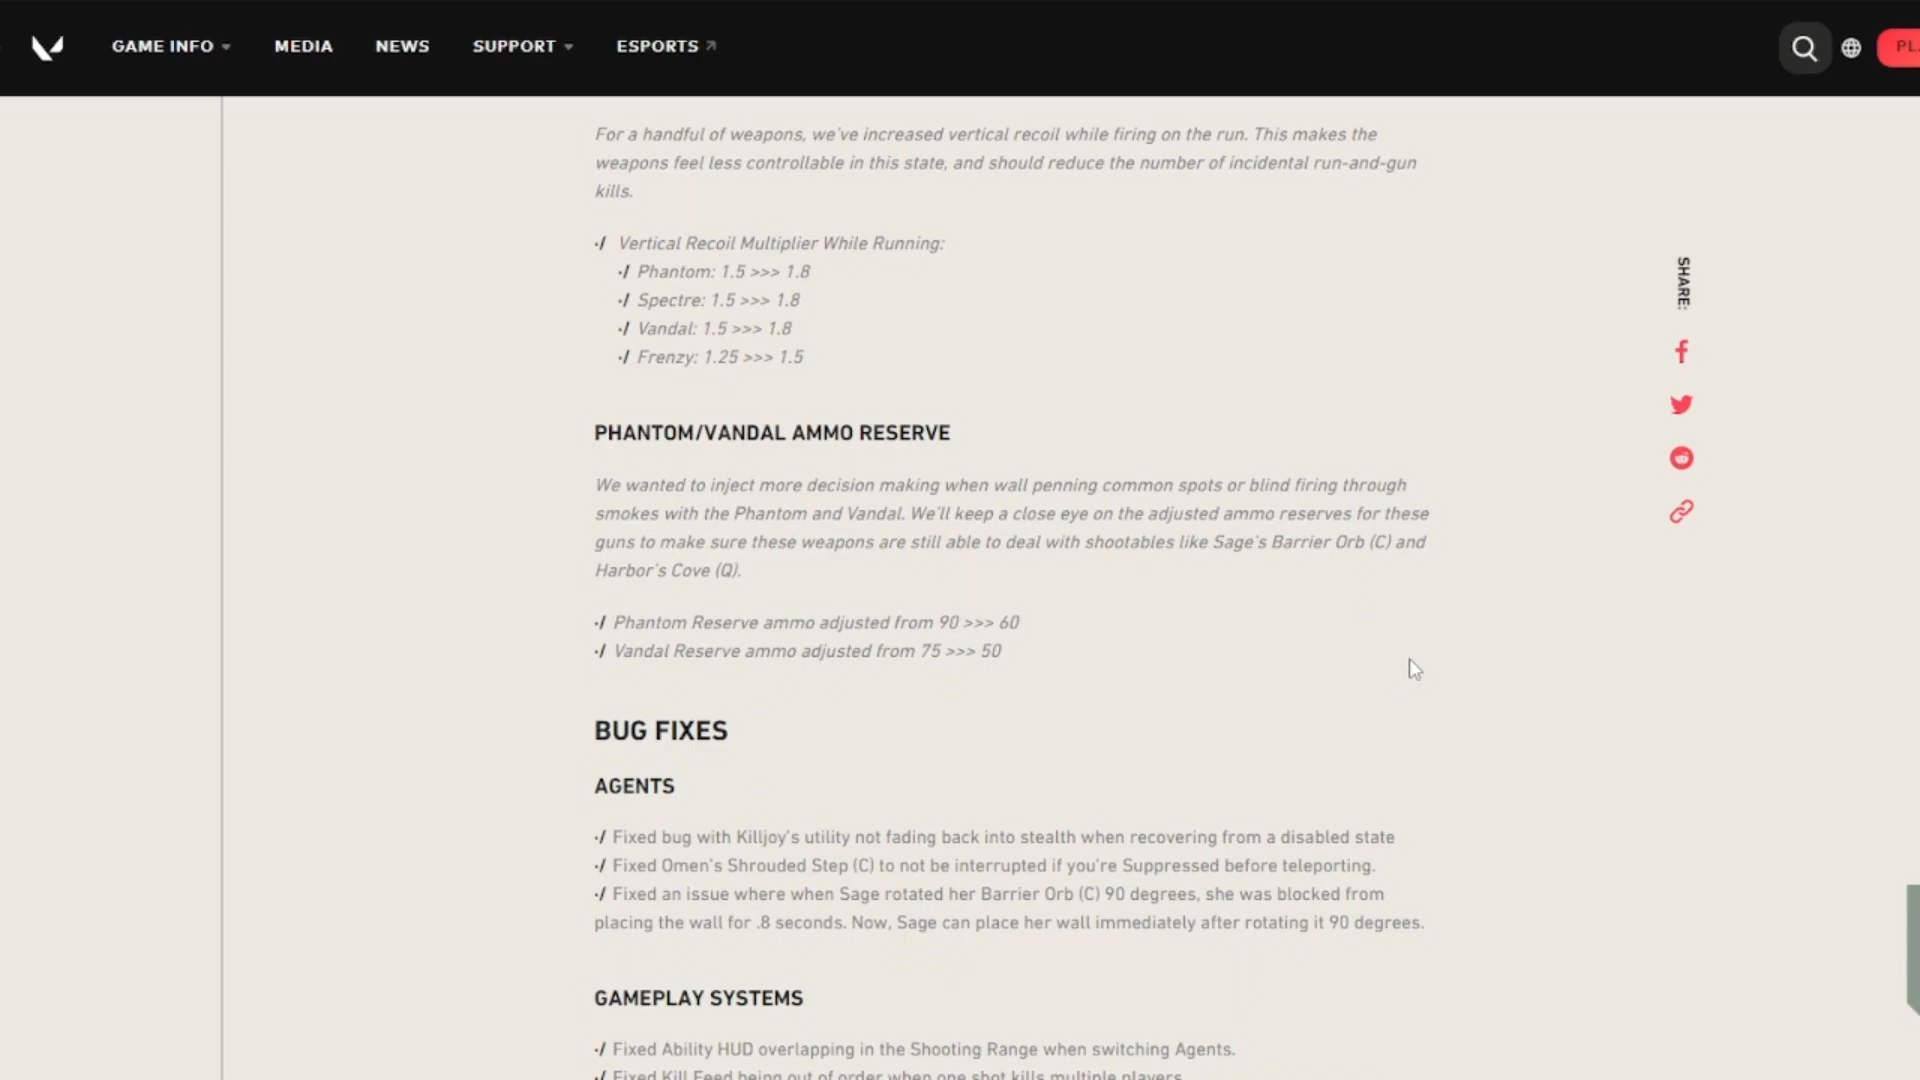 GAME INFO
MEDIA
NEWS
SUPPORT
ESPORTS
For a handful of weapons, we've increased vertical recoil while firing on the run. This makes the
weapons feel less controllable in this state, and should reduce the number of incidental run-and-gun
kills.
·/ Vertical Recoil Multiplier While Running:
·/ Phantom: 1.5 >>> 1.8
·/ Spectre: 1.5 >>> 1.8
·/ Vandal: 1.5 >>> 1.8
·/ Frenzy: 1.25 >>> 1.5
SHARE:
PHANTOM/VANDAL AMMO RESERVE
We wanted to inject more decision making when wall penning common spots or blind firing through
smokes with the Phantom and Vandal. We'll keep a close eye on the adjusted ammo reserves for these
guns to make sure these weapons are still able to deal with shootables like Sage's Barrier Orb (C) and
Harbor's Cove (Q).
·/ Phantom Reserve ammo adjusted from 90 >>> 60
·/ Vandal Reserve ammo adjusted from 75 >>> 50
BUG FIXES
AGENTS
·/ Fixed bug with Killjoy's utility not fading back into stealth when recovering from a disabled state
·/ Fixed Omen's Shrouded Step (C) to not be interrupted if you're Suppressed before teleporting.
·/ Fixed an issue where when Sage rotated her Barrier Orb (C) 90 degrees, she was blocked from
placing the wall for .8 seconds. Now, Sage can place her wall immediately after rotating it 90 degrees.
GAMEPLAY SYSTEMS
·/ Fixed Ability HUD overlapping in the Shooting Range when switching Agents.
·/ Fixed Kill Feed being out of order when one shot kills multiple players